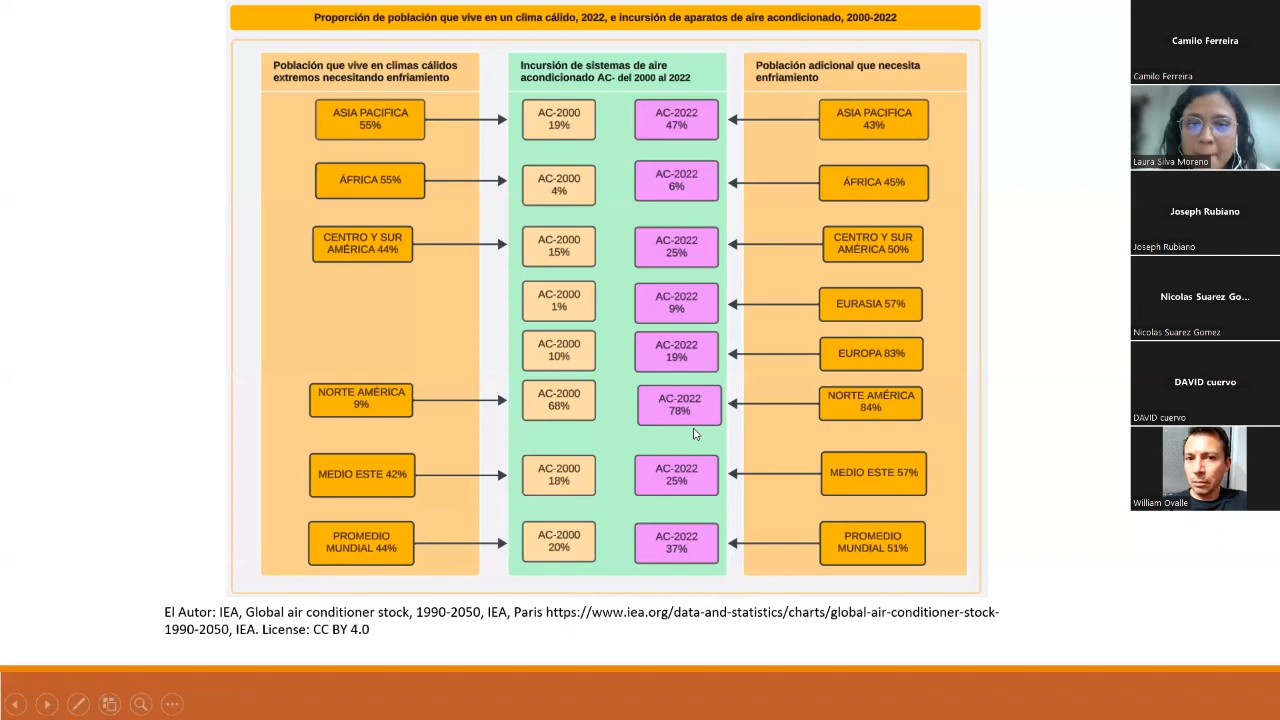 Proporción de población que vive en un clima cálido, 2022, e incursión de aparatos de aire acondicionado, 2000-2022
Población que vive en climas cálidos
extremos necesitando enfriamiento
Incursión de sistemas de aire
acondicionado AC- del 2000 al 2022
Población adicional que necesita
enfriamiento
ASIA PACIFICA
55%
AC-2000
19%
AC-2022
47%
ASIA PACIFICA
43%
ÁFRICA 55%
AC-2000
4%
AC-2022
6%
ÁFRICA 45%
CENTRO Y SUR
AMÉRICA 44%
AC-2000
15%
AC-2022
25%
CENTRO Y SUR
AMÉRICA 50%
AC-2000
1%
AC-2022
9%
EURASIA 57%
AC-2000
10%
AC-2022
19%
EUROPA 83%
NORTE AMÉRICA
9%
AC-2000
68%
AC-2022
78%
NORTE AMÉRICA
84%
MEDIO ESTE 42%
AC-2000
18%
AC-2022
25%
MEDIO ESTE 57%
PROMEDIO
MUNDIAL 44%
AC-2000
20%
AC-2022
37%
PROMEDIO
MUNDIAL 51%
El Autor: IEA, Global air conditioner stock, 1990-2050, IEA, Paris https://www.iea.org/data-and-statistics/charts/global-air-conditioner-stock-
1990-2050, IEA. License: CC BY 4.0
Camilo Ferreira
Camilo Ferreira
Laura Silva Moreno
Joseph Rubiano
Joseph Rubiano
Nicolas Suarez Go...
Nicolas Suarez Gomez
DAVID cuervo
DAVID cuervo
William Ovalle